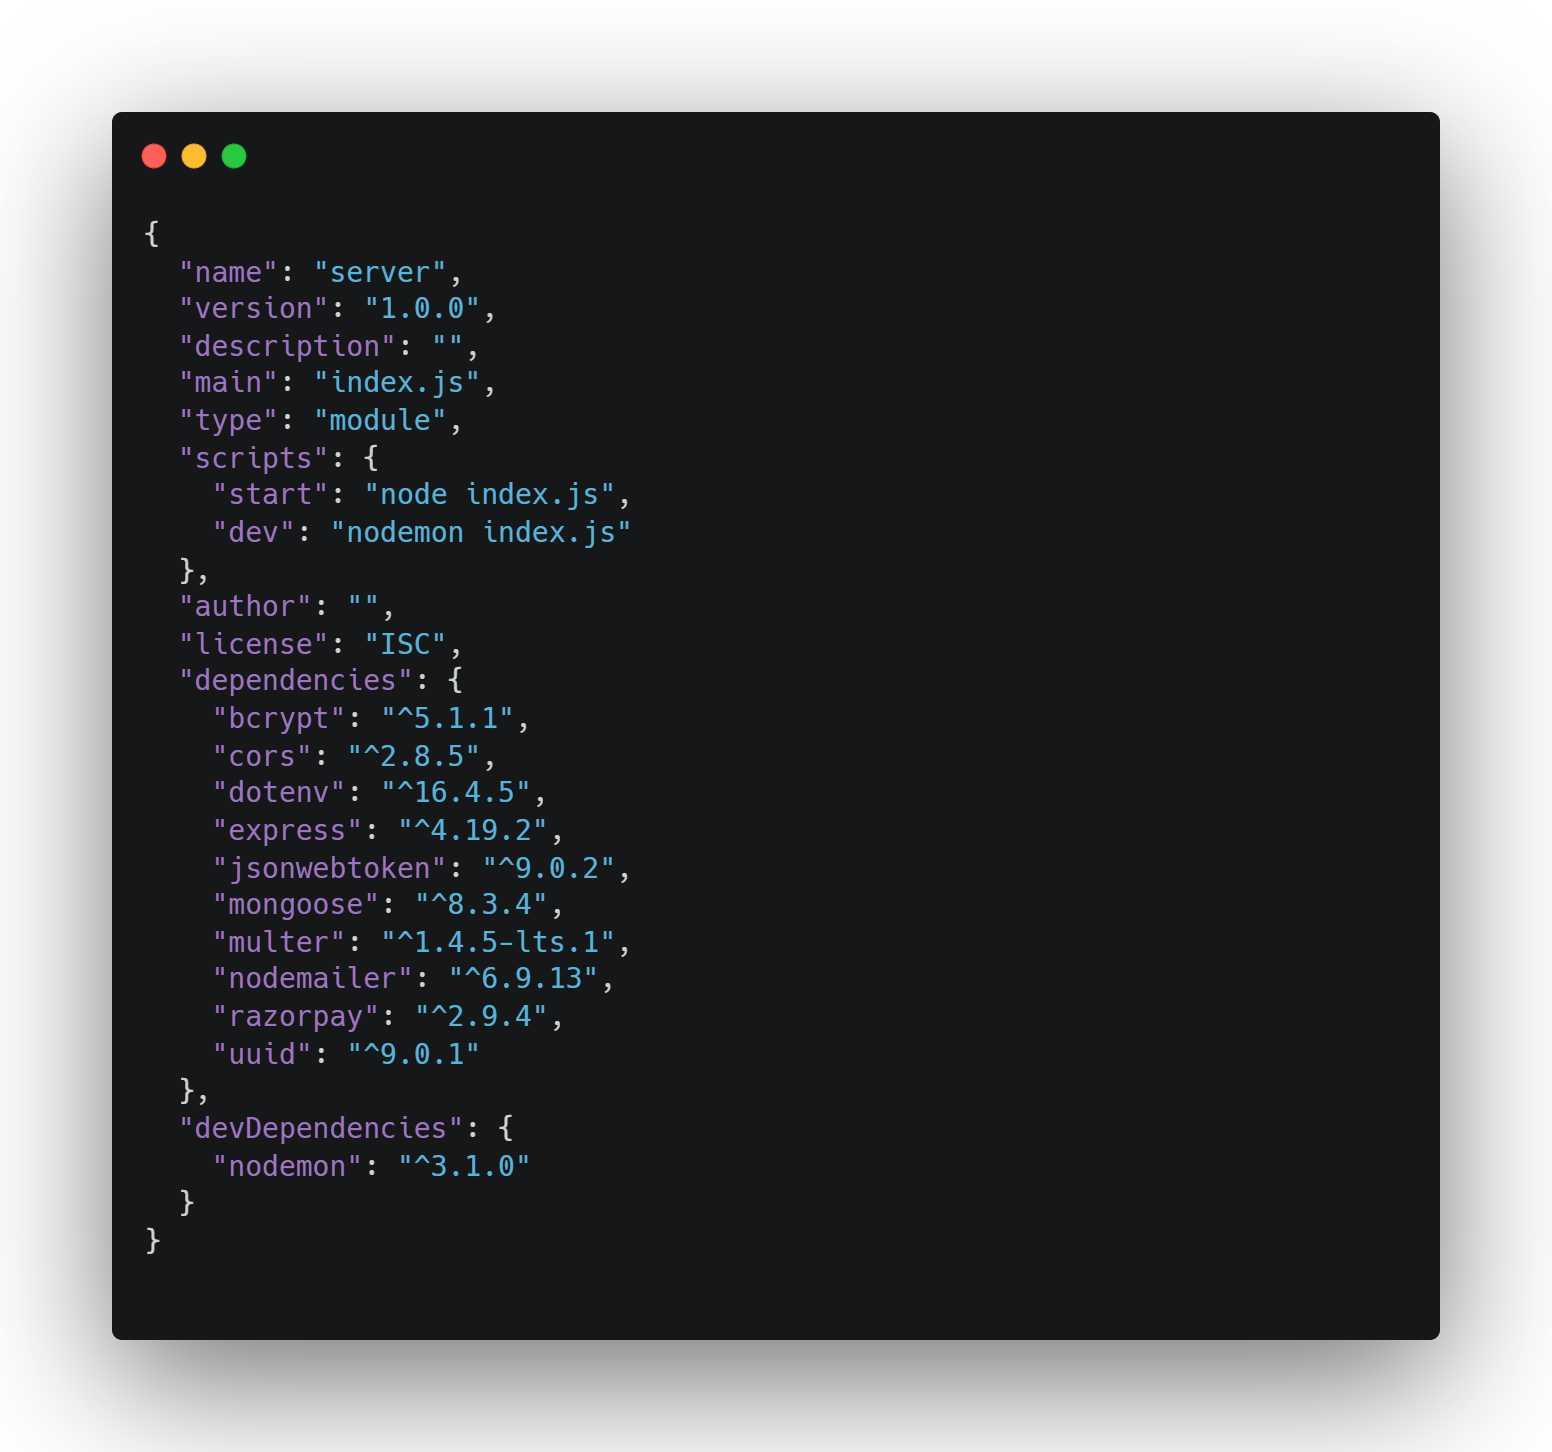 {
  "name": "server",
  "version": "1.0.0",
  "description": "",
  "main": "index.js",
  "type": "module",
  "scripts": {
    "start": "node index.js",
    "dev": "nodemon index.js"
  },
  "author": "",
  "license": "ISC",
  "dependencies": {
    "bcrypt": "^5.1.1",
    "cors": "^2.8.5",
    "dotenv": "^16.4.5",
    "express": "^4.19.2",
    "jsonwebtoken": "^9.0.2",
    "mongoose": "^8.3.4",
    "multer": "^1.4.5-lts.1",
    "nodemailer": "^6.9.13",
    "razorpay": "^2.9.4",
    "uuid": "^9.0.1"
  },
  "devDependencies": {
    "nodemon": "^3.1.0"
  }
}